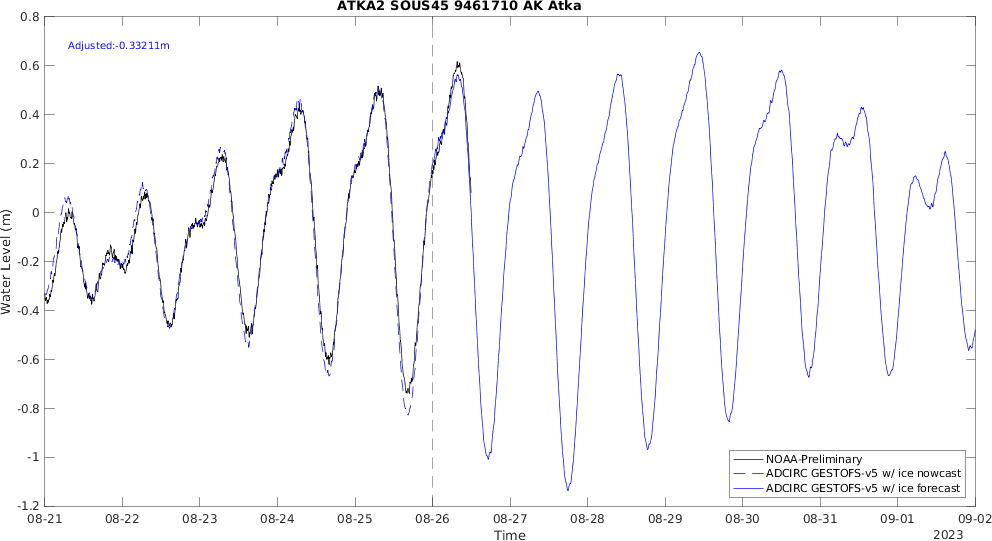 ATKA2 SOUS45 9461710 AK Atka
Adjusted:-0.33211m
0.8
0.6
0.4
0.2
0
-0.2
-0.4
-0.6
-0.8
-1
-1.2
Water Level (m)
NOAA-Preliminary
ADCIRC GESTOFS-v5 w/ ice nowcast
ADCIRC GESTOFS-v5 w/ ice forecast
08-21 08-22 08-23 08-24 08-25 08-26 08-27 08-28 08-29 08-30 08-31 09-01 09-02
Time
2023